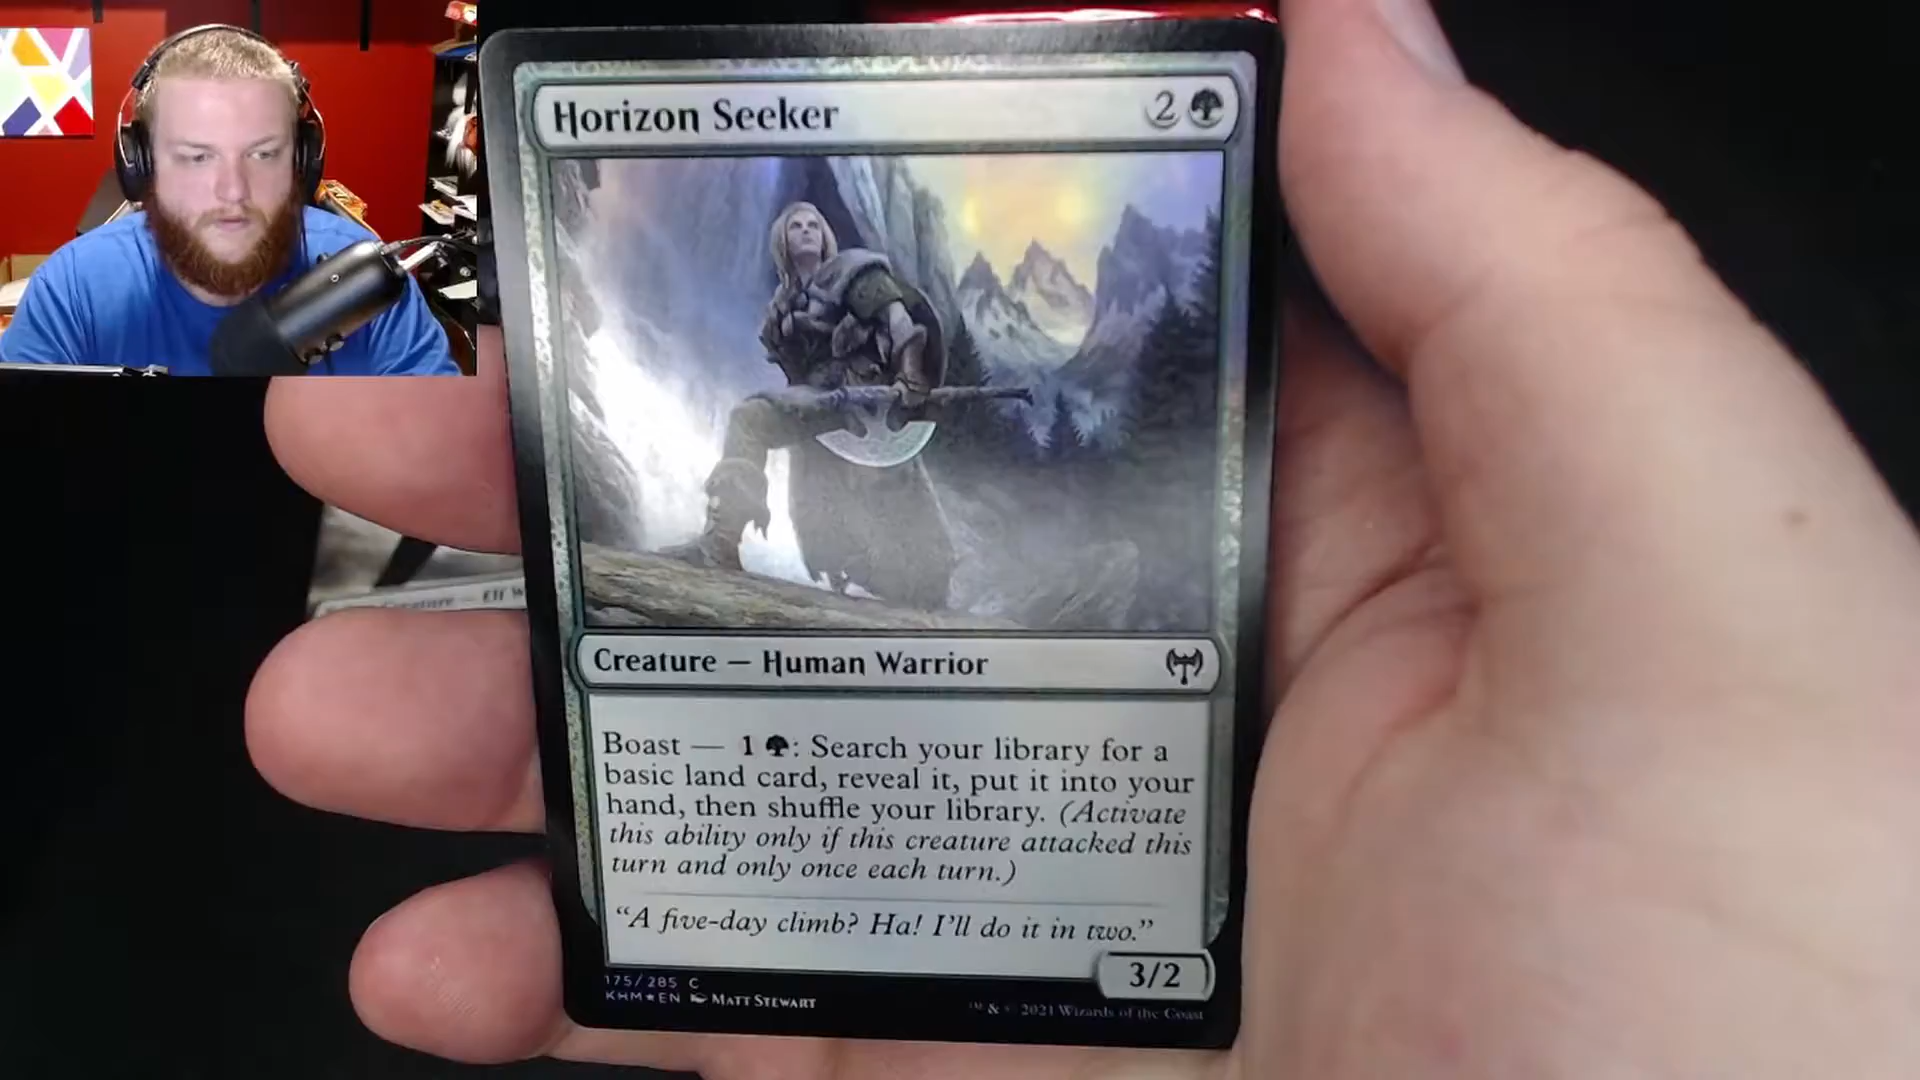 Horizon Seeker 2
Creature — Human Warrior
Boast — 1 : Search your library for a
basic land card, reveal it, put it into your
hand, then shuffle your library. (Activate
this ability only if this creature attacked this
turn and only once each turn.)
“A five-day climb? Ha! I'll do it in two.”
3/2
175/285 C
KHM★EN MATT STEWART
™ & © 2021 Wizards of the Coast
Creature — Elf W